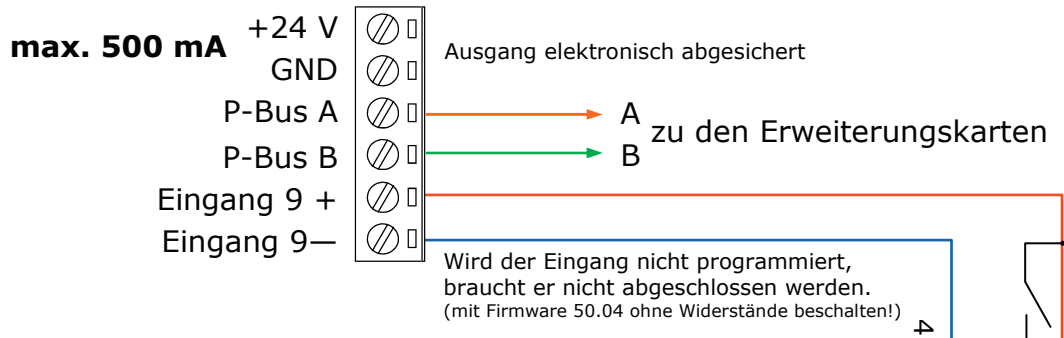 max. 500 mA
+24 V
GND
P-Bus A
P-Bus B
Eingang 9 +
Eingang 9—
Ausgang elektronisch abgesichert
A
B
zu den Erweiterungskarten
Wird der Eingang nicht programmiert,
braucht er nicht abgeschlossen werden.
(mit Firmware 50.04 ohne Widerstände beschalten!)
4